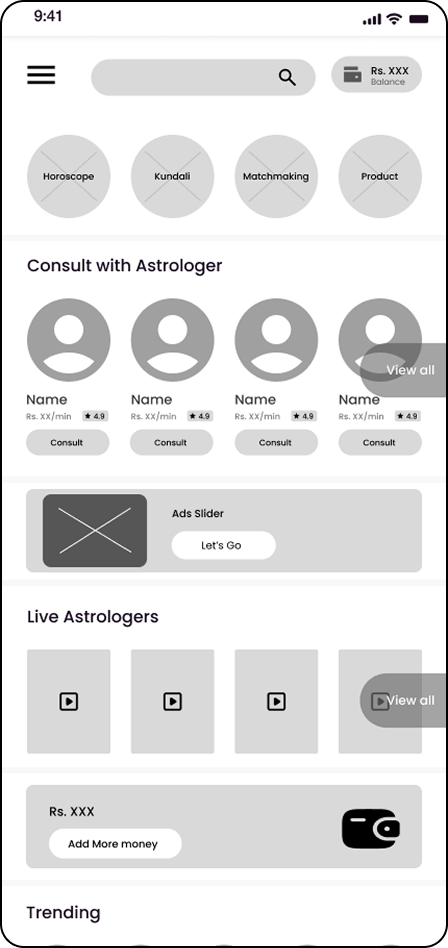 9:41
Rs. XXX
Balance
Horoscope Kundali Matchmaking Product
Consult with Astrologer
View all
Name Name Name Name
Rs. XX/min 4.9 Rs. XX/min 4.9 Rs. XX/min 4.9 Rs. XX/min 4.9
Consult Consult Consult Consult
Ads Slider
Let's Go
Live Astrologers
View all
Rs. XXX
Add More money
Trending